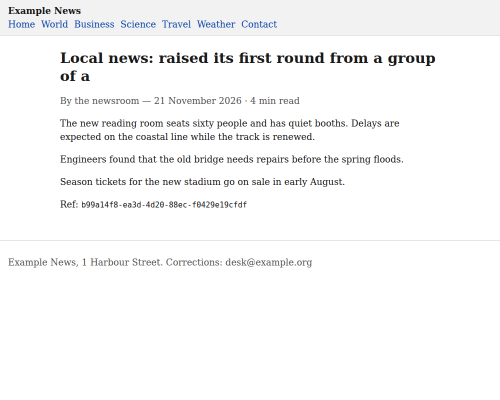 Example News
Home World Business Science Travel Weather Contact
Local news: raised its first round from a group
of a
By the newsroom — 21 November 2026 · 4 min read
The new reading room seats sixty people and has quiet booths. Delays are
expected on the coastal line while the track is renewed.
Engineers found that the old bridge needs repairs before the spring floods.
Season tickets for the new stadium go on sale in early August.
Ref: b99a14f8-ea3d-4d20-88ec-f0429e19cfdf
Example News, 1 Harbour Street. Corrections: desk@example.org